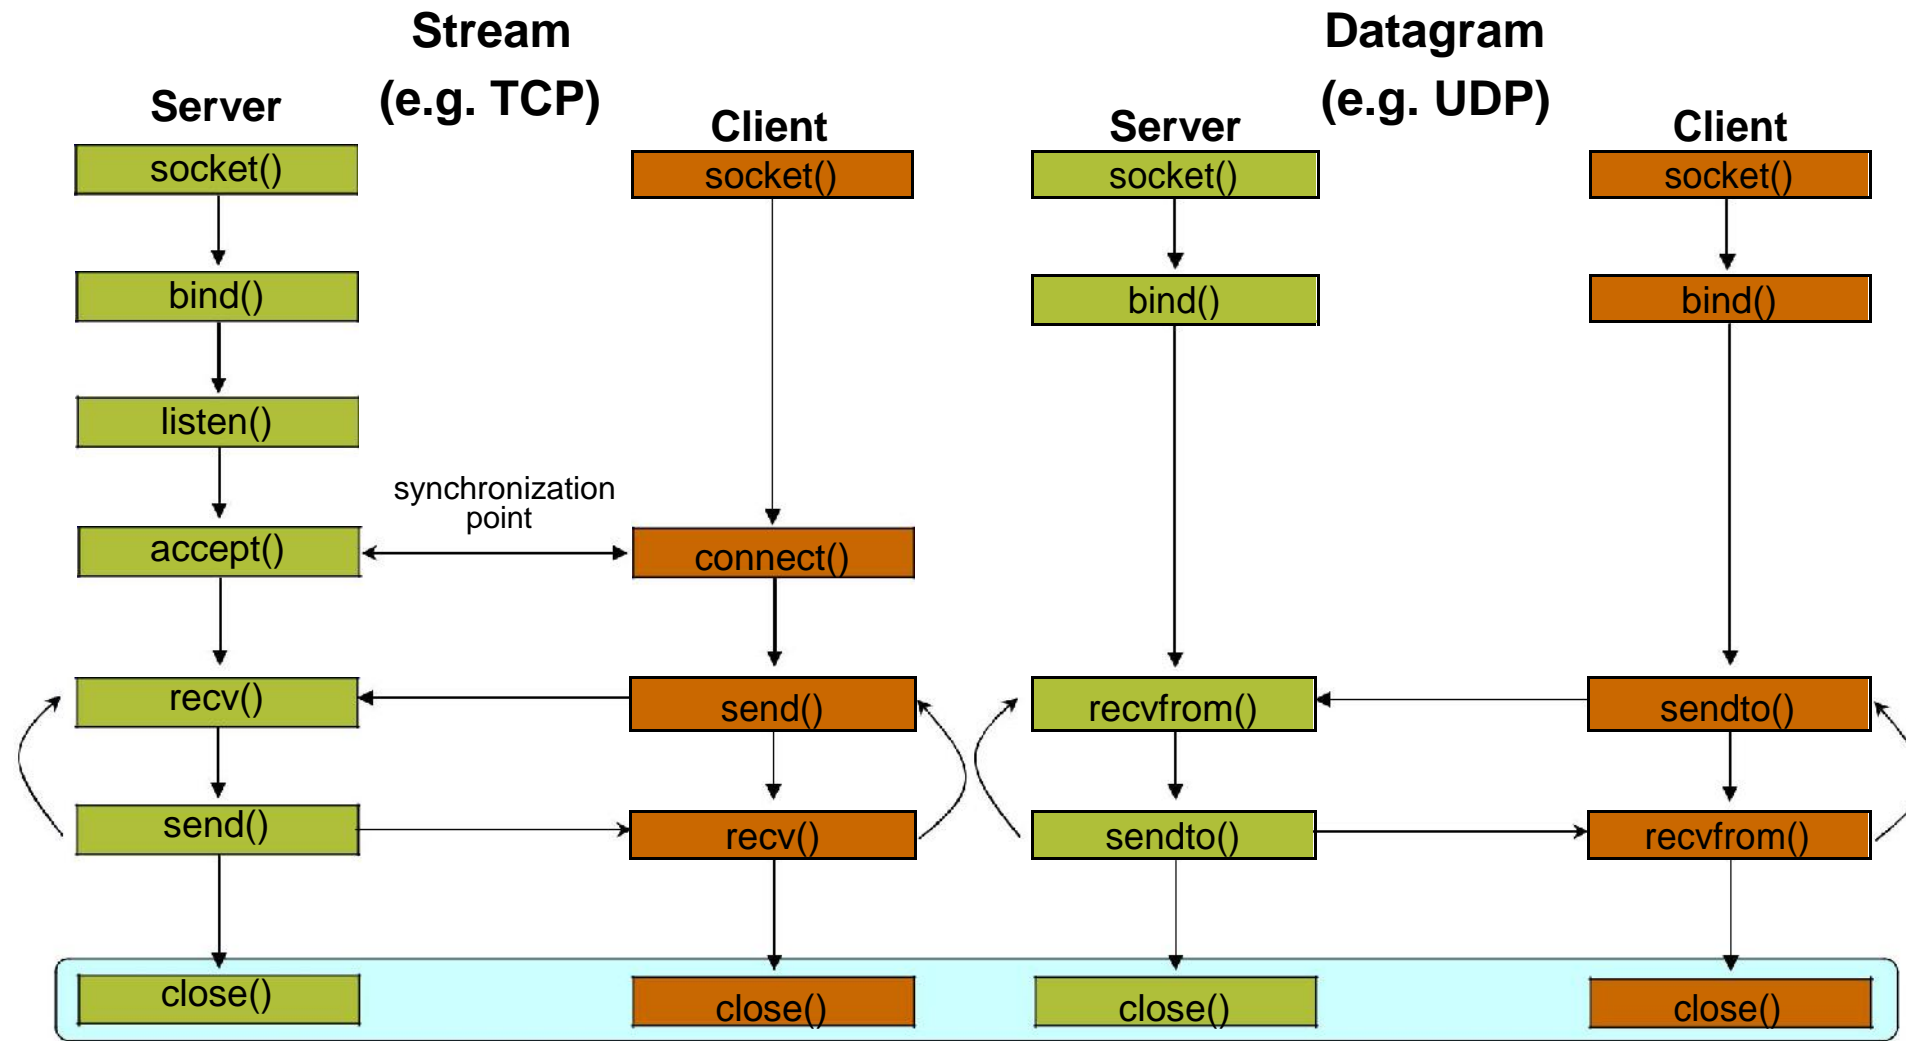 Stream
(e.g. TCP)
Server
Client
socket()
bind()
listen()
accept()
recv()
send()
close()
synchronization
point
socket()
connect()
send()
recv()
close()
Datagram
(e.g. UDP)
Server
Client
socket()
bind()
recvfrom()
sendto()
close()
socket()
bind()
sendto()
recvfrom()
close()